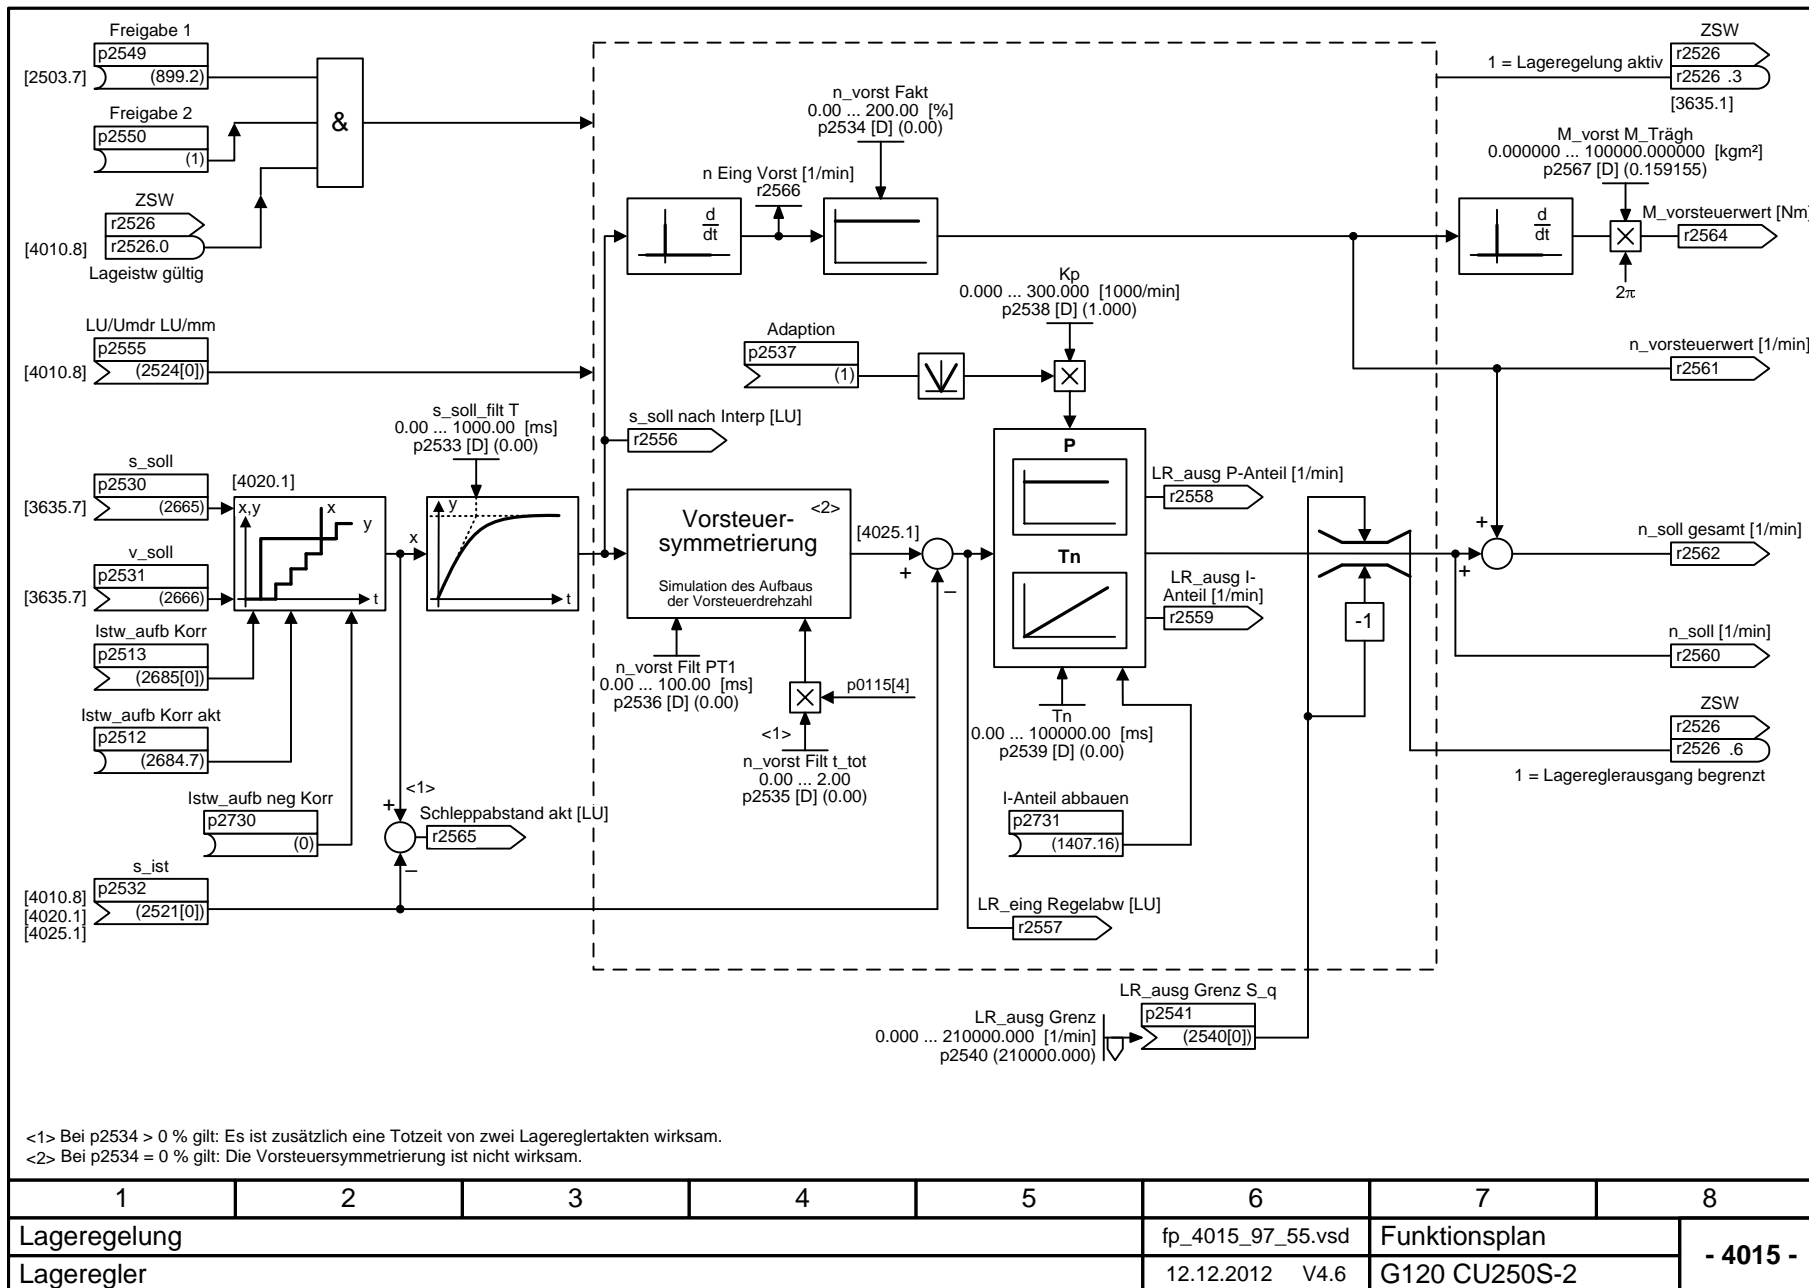 Freigabe 1
p2549
[2503.7]
(899.2)
Freigabe 2
p2550
(1)
&
ZSW
r2526
r2526.0
[4010.8]
Lageistw gültig
LU/Umdr LU/mm
p2555
[4010.8]
(2524[0])
s_soll
p2530
[3635.7]
(2665)
v_soll
p2531
[3635.7]
(2666)
Istw_aufb Korr
p2513
(2685[0])
Istw_aufb Korr akt
p2512
(2684.7)
Istw_aufb neg Korr
p2730
(0)
s_ist
p2532
[4010.8]
(2521[0])
[4020.1]
[4025.1]
[4020.1]
x,y
x
y
t
x
s_soll_filt T
0.00 ... 1000.00 [ms]
p2533 [D] (0.00)
y
t
<1>
+
–
Schleppabstand akt [LU]
r2565
n_vorst Fakt
0.00 ... 200.00 [%]
p2534 [D] (0.00)
n Eing Vorst [1/min]
r2566
d
dt
s_soll nach Interp [LU]
r2556
Adaption
p2537
(1)
Kp
0.000 ... 300.000 [1000/min]
p2538 [D] (1.000)
<2>
Vorsteuer-
symmetrierung
Simulation des Aufbaus
der Vorsteuerdrehzahl
[4025.1]
+
–
n_vorst Filt PT1
0.00 ... 100.00 [ms]
p2536 [D] (0.00)
p0115[4]
<1>
n_vorst Filt t_tot
0.00 ... 2.00
p2535 [D] (0.00)
P
Tn
LR_ausg P-Anteil [1/min]
r2558
LR_ausg I-
Anteil [1/min]
r2559
Tn
0.00 ... 100000.00 [ms]
p2539 [D] (0.00)
I-Anteil abbauen
p2731
(1407.16)
LR_eing Regelabw [LU]
r2557
-1
LR_ausg Grenz
0.000 ... 210000.000 [1/min]
p2540 (210000.000)
LR_ausg Grenz S_q
p2541
(2540[0])
ZSW
r2526
1 = Lageregelung aktiv
r2526 .3
[3635.1]
M_vorst M_Trägh
0.000000 ... 100000.000000 [kgm²]
p2567 [D] (0.159155)
d
dt
M_vorsteuerwert [Nm]
r2564
2π
n_vorsteuerwert [1/min]
r2561
+
+
n_soll gesamt [1/min]
r2562
n_soll [1/min]
r2560
ZSW
r2526
r2526 .6
1 = Lagereglerausgang begrenzt
<1> Bei p2534 > 0 % gilt: Es ist zusätzlich eine Totzeit von zwei Lagereglertakten wirksam.
<2> Bei p2534 = 0 % gilt: Die Vorsteuersymmetrierung ist nicht wirksam.
1 2 3 4 5 6 7 8
Lageregelung
fp_4015_97_55.vsd
Funktionsplan
- 4015 -
Lageregler
12.12.2012 V4.6
G120 CU250S-2